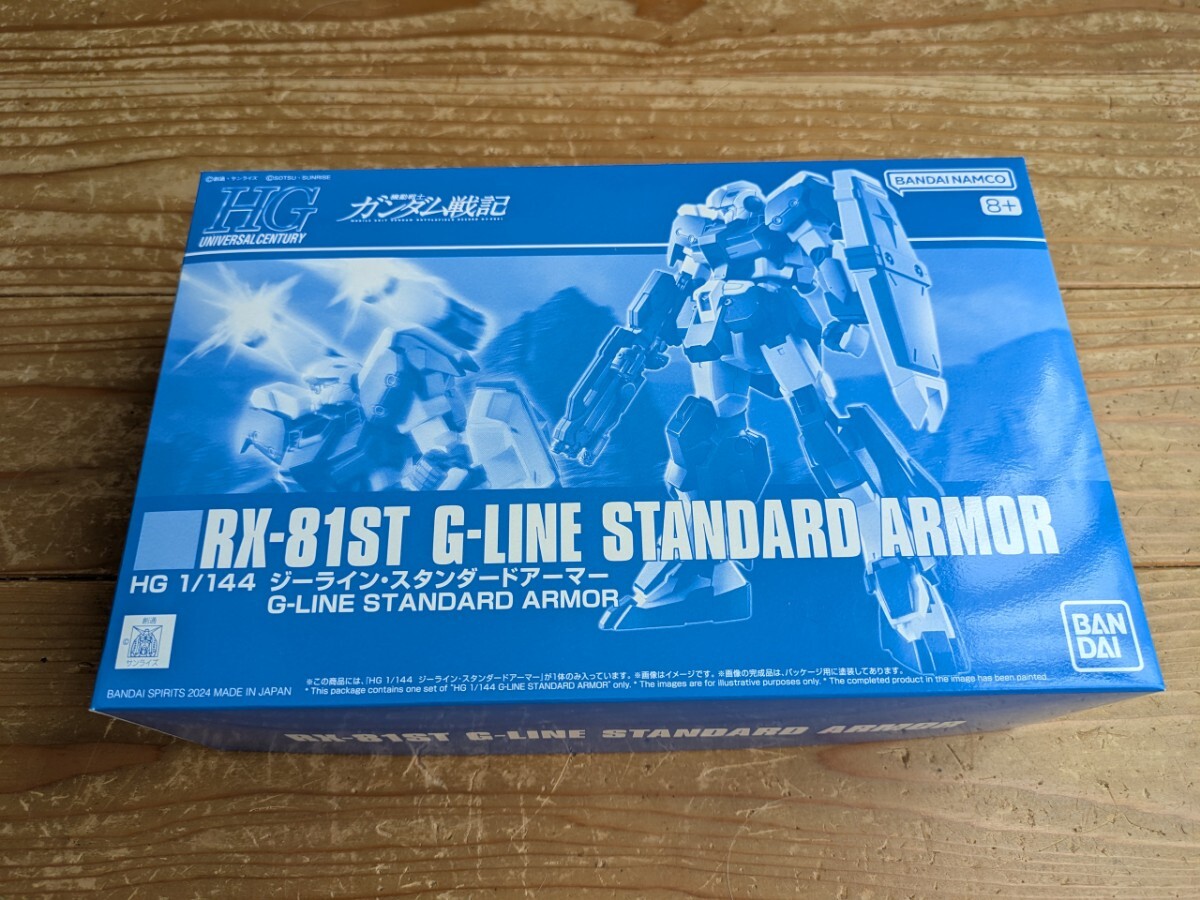 ©創通・サンライズ ©SOTSU・SUNRISE
HG
UNIVERSAL CENTURY
機動戦士
ガンダム戦記
BANDAI NAMCO
8+
RX-81ST G-LINE STANDARD ARMOR
HG 1/144 ジーライン・スタンダードアーマー
G-LINE STANDARD ARMOR
創通
©
サンライズ
BAN
DAI
※この商品には、「HG 1/144 ジーライン・スタンダードアーマー」が1体のみ入っています。※画像はイメージです。※画像の完成品は、パッケージ用に塗装してあります。
BANDAI SPIRITS 2024 MADE IN JAPAN
* This package contains one set of "HG 1/144 G-LINE STANDARD ARMOR" only. * The images are for illustrative purposes only. * The completed product in the image has been painted.
RX-81ST G-LINE STANDARD ARMOR